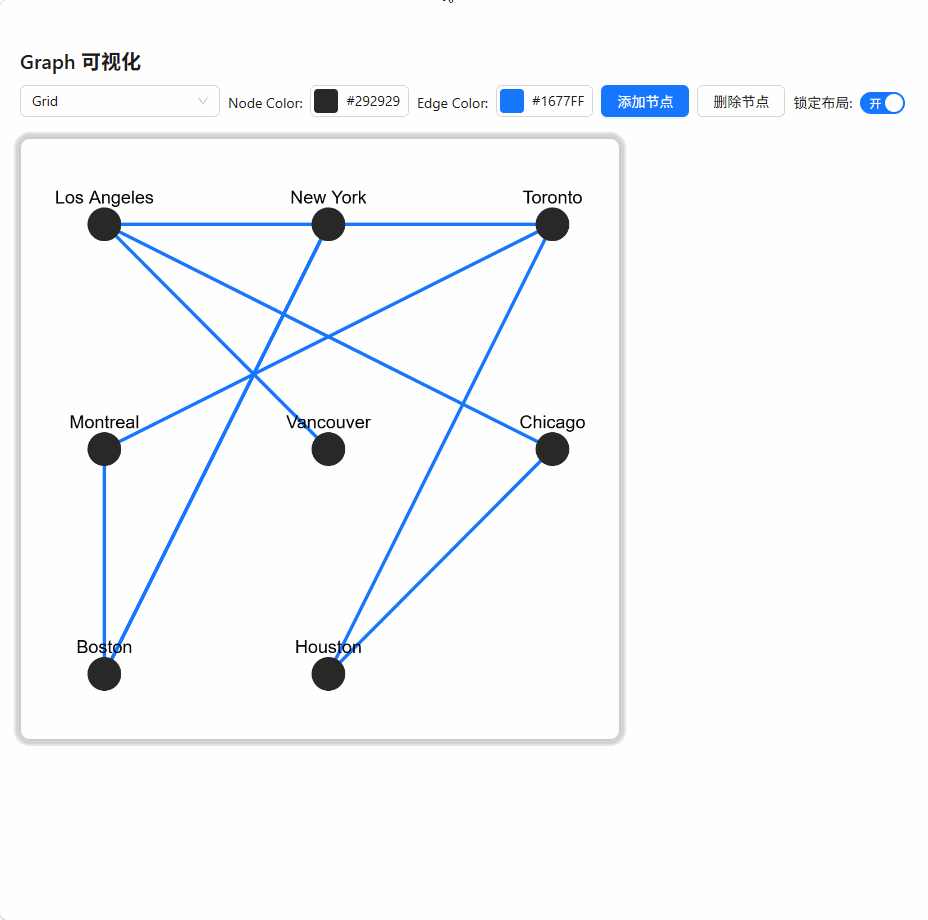 Graph 可视化
Grid Node Color: #292929 Edge Color: #1677FF 添加节点 删除节点 锁定布局: 开
Los Angeles New York Toronto
Montreal Vancouver Chicago
Boston Houston